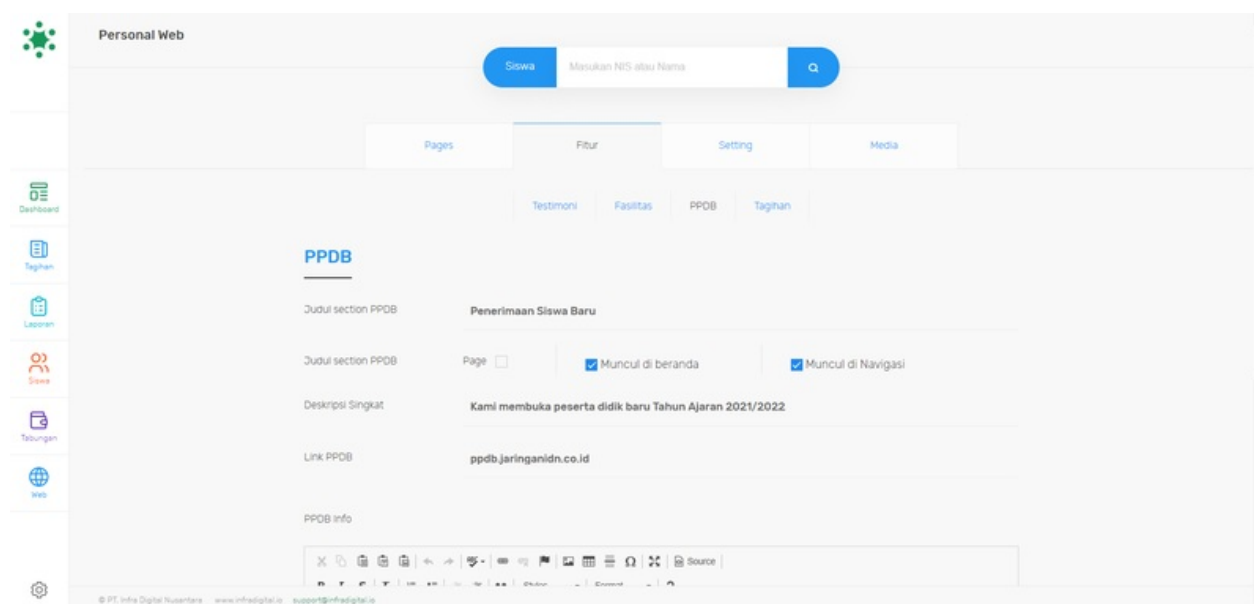 Personal Web
Siswa Masukan NIS atau Nama
Pages Fitur Setting Media
Testimoni Fasilitas PPDB Tagihan
Dashboard
Tagihan
Laporan
Siswa
Tabungan
Web
PPDB
Judul section PPDB Penerimaan Siswa Baru
Judul section PPDB Page Muncul di beranda Muncul di Navigasi
Deskripsi Singkat Kami membuka peserta didik baru Tahun Ajaran 2021/2022
Link PPDB ppdb.jaringanidn.co.id
PPDB Info
Source
Styles Format
© PT. Infra Digital Nusantara www.infradigital.io support@infradigital.io